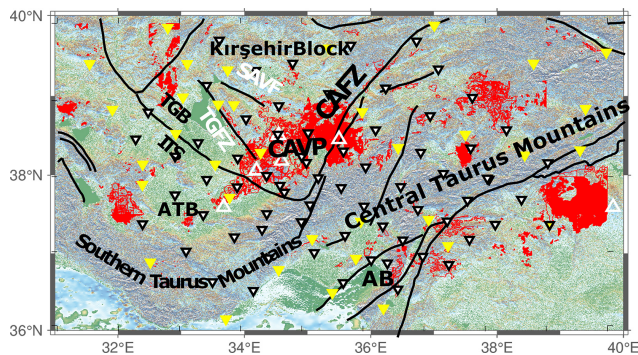 40°N
KırşehirBlock
SAVF
CAFZ
TGB
TGFZ
ITS
CAVP
Central Taurus Mountains
38°N
ATB
Southern Taurus Mountains
AB
36°N
32°E
34°E
36°E
38°E
40°E